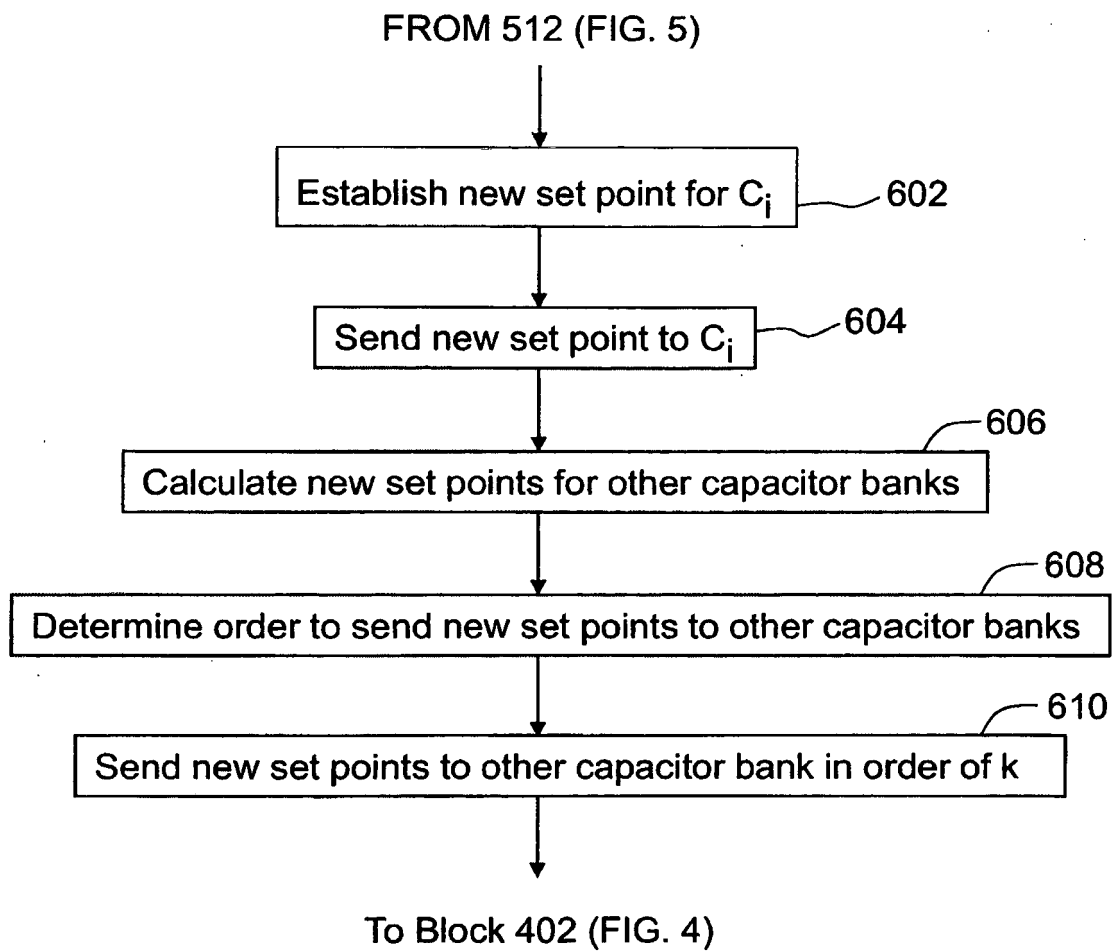 FROM 512 (FIG. 5)
Establish new set point for Ci
602
Send new set point to Ci
604
606
Calculate new set points for other capacitor banks
608
Determine order to send new set points to other capacitor banks
610
Send new set points to other capacitor bank in order of k
To Block 402 (FIG. 4)